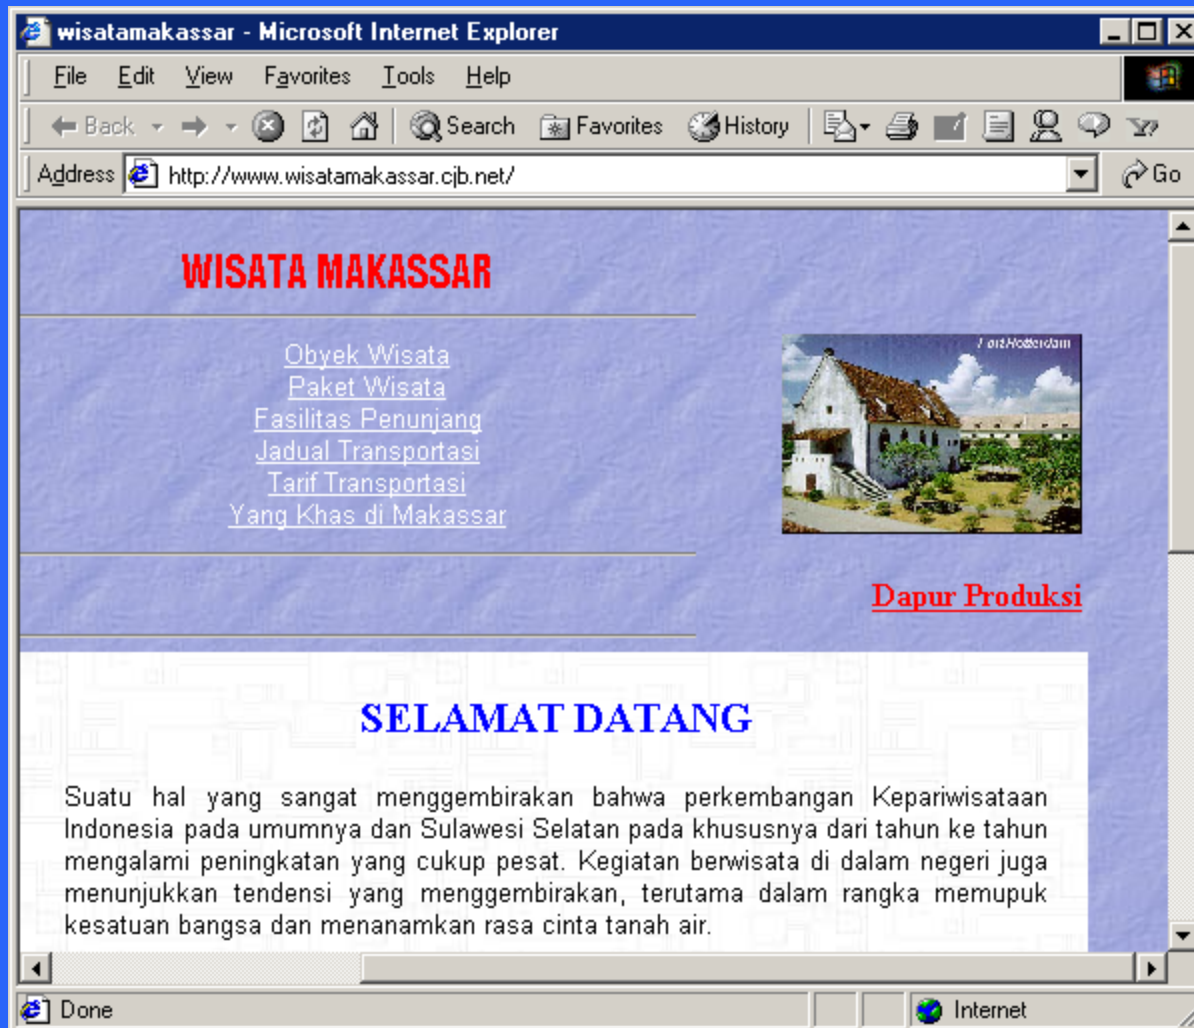 wisatamakassar - Microsoft Internet Explorer
File Edit View Favorites Tools Help
Back Search Favorites History
Address http://www.wisatamakassar.cjb.net/ Go
WISATA MAKASSAR
Obyek Wisata
Paket Wisata
Fasilitas Penunjang
Jadual Transportasi
Tarif Transportasi
Yang Khas di Makassar
Fort Rotterdam
Dapur Produksi
SELAMAT DATANG
Suatu hal yang sangat menggembirakan bahwa perkembangan Kepariwisataan
Indonesia pada umumnya dan Sulawesi Selatan pada khususnya dari tahun ke tahun
mengalami peningkatan yang cukup pesat. Kegiatan berwisata di dalam negeri juga
menunjukkan tendensi yang menggembirakan, terutama dalam rangka memupuk
kesatuan bangsa dan menanamkan rasa cinta tanah air.
Done Internet